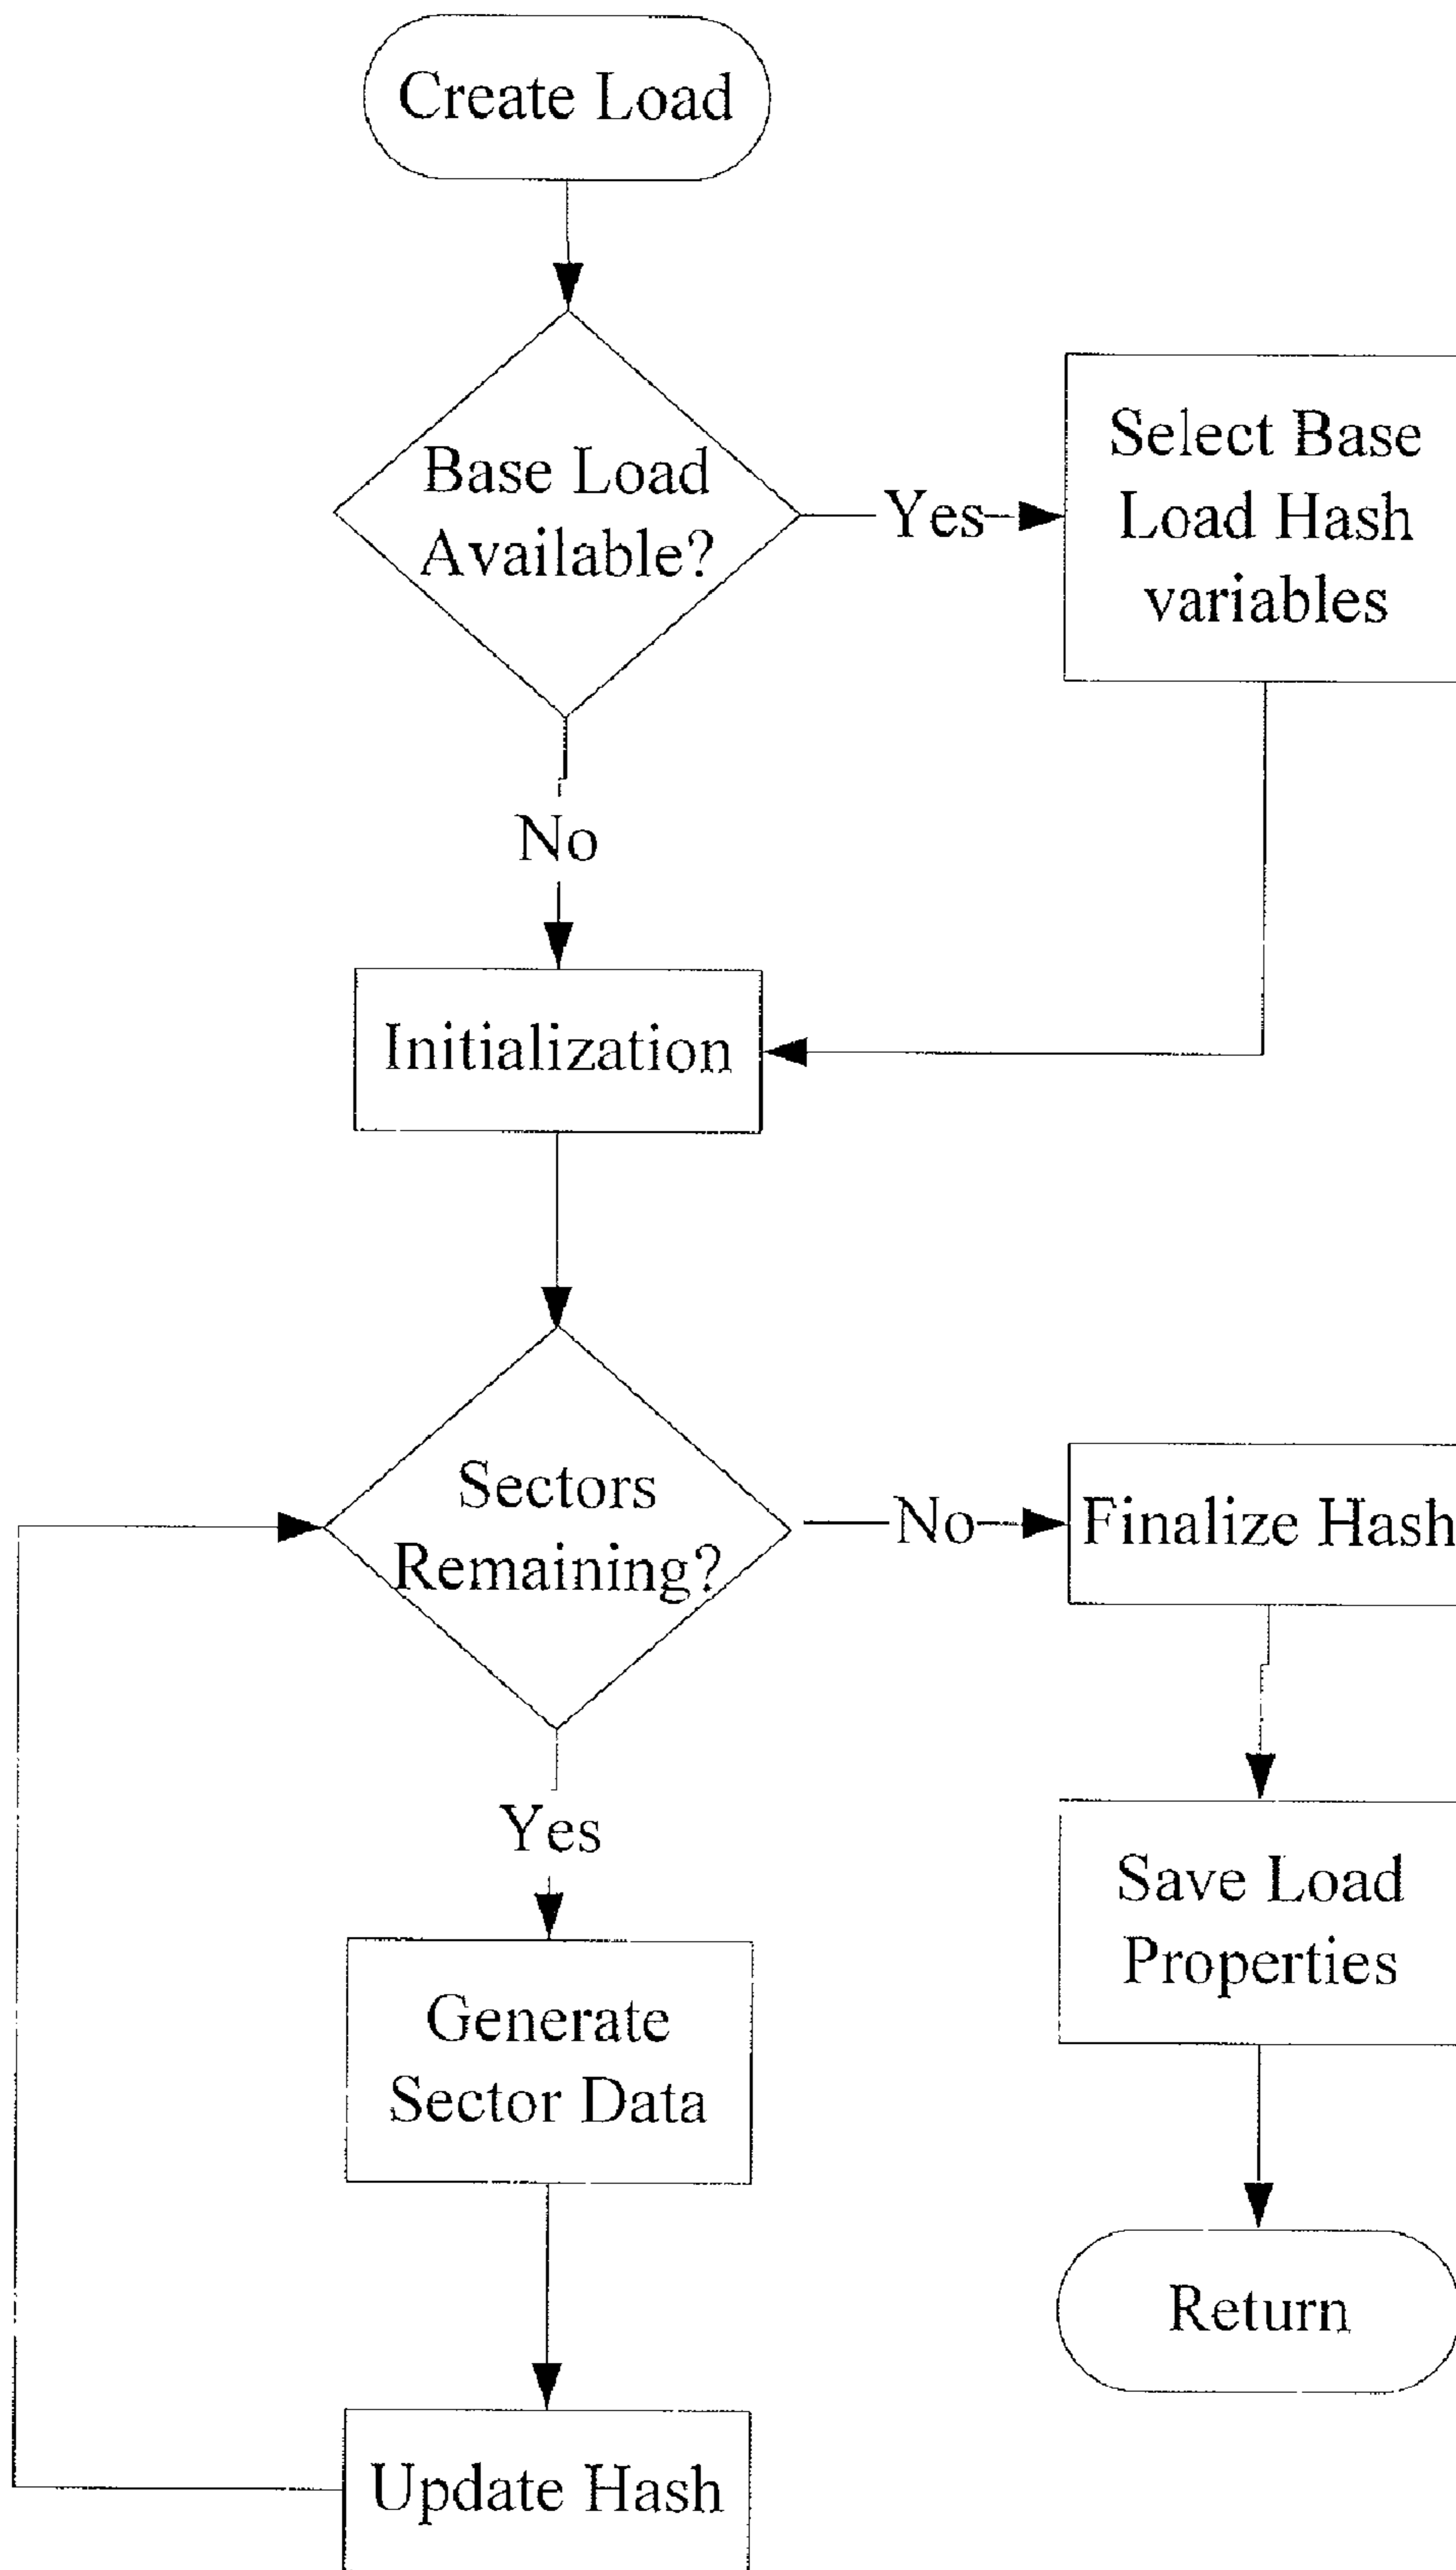 Create Load
Base Load
Available?
Yes
Select Base
Load Hash
variables
No
Initialization
Sectors
Remaining?
No
Finalize Hash
Yes
Save Load
Properties
Generate
Sector Data
Return
Update Hash